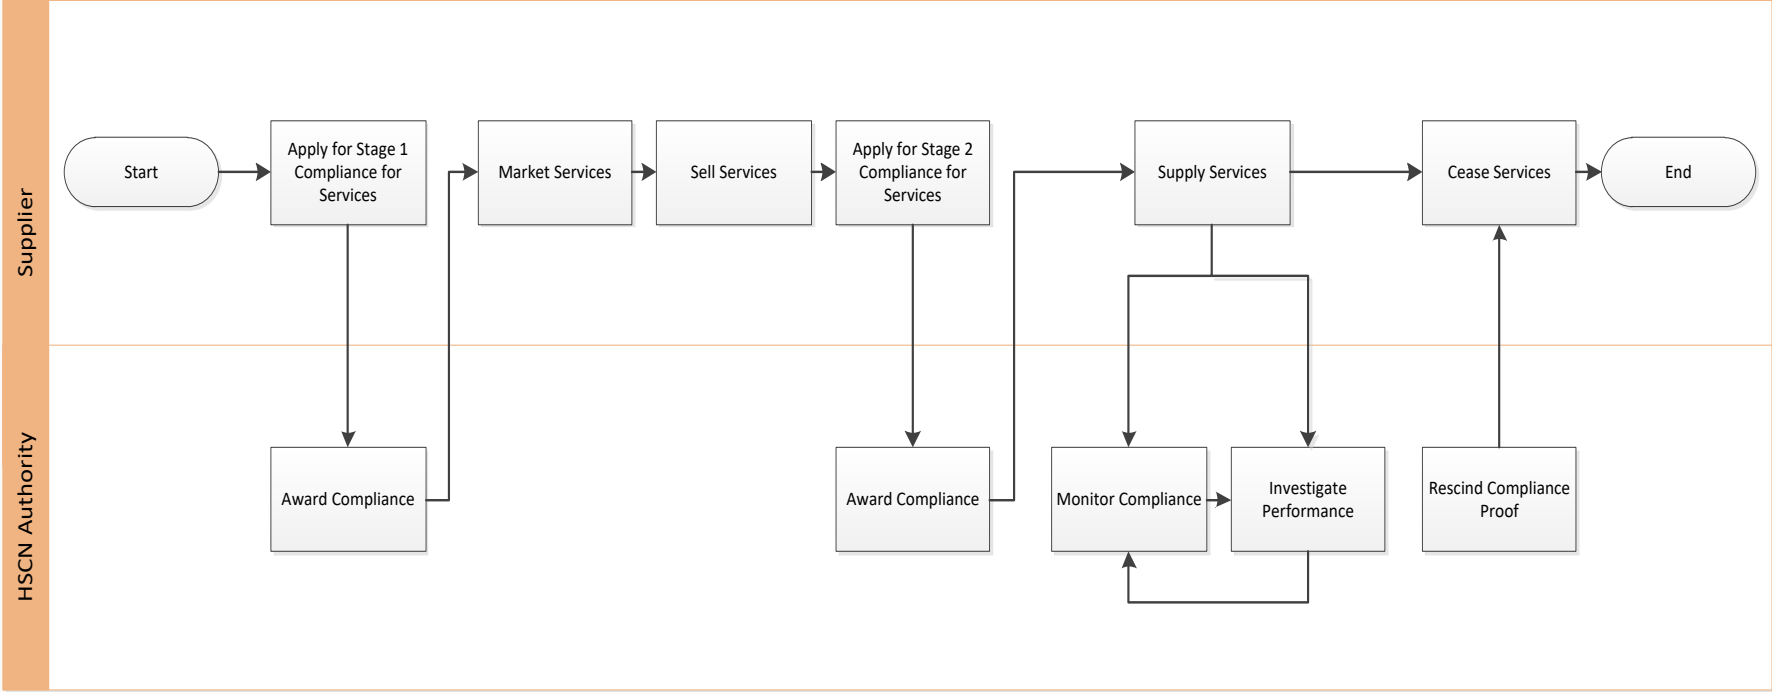 Supplier
Start
Apply for Stage 1
Compliance for
Services
Market Services
Sell Services
Apply for Stage 2
Compliance for
Services
Supply Services
Cease Services
End
HSCN Authority
Award Compliance
Award Compliance
Monitor Compliance
Investigate
Performance
Rescind Compliance
Proof